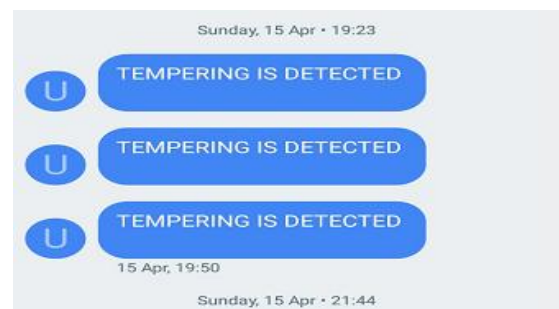 Sunday, 15 Apr • 19:23
TEMPERING IS DETECTED
U
TEMPERING IS DETECTED
U
TEMPERING IS DETECTED
U
15 Apr, 19:50
Sunday, 15 Apr • 21:44